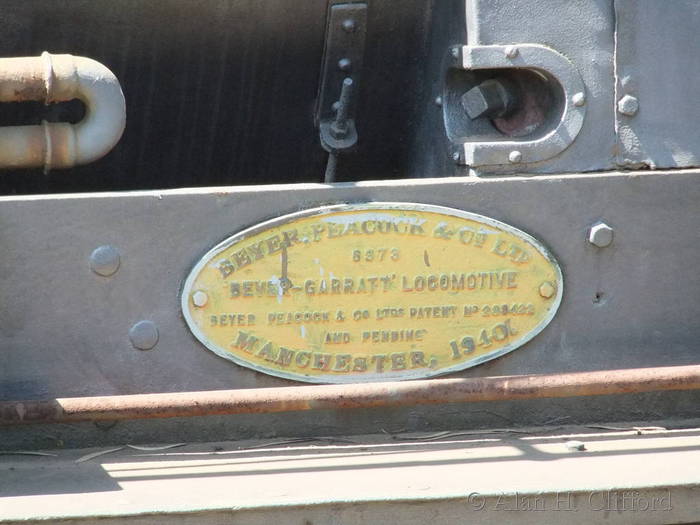 BEYER, PEACOCK & CO LTD
6973
BEYER-GARRATT LOCOMOTIVE
BEYER PEACOCK & CO LTDS PATENT NO
AND PENDING
MANCHESTER, 1940
© Alan H Clifford